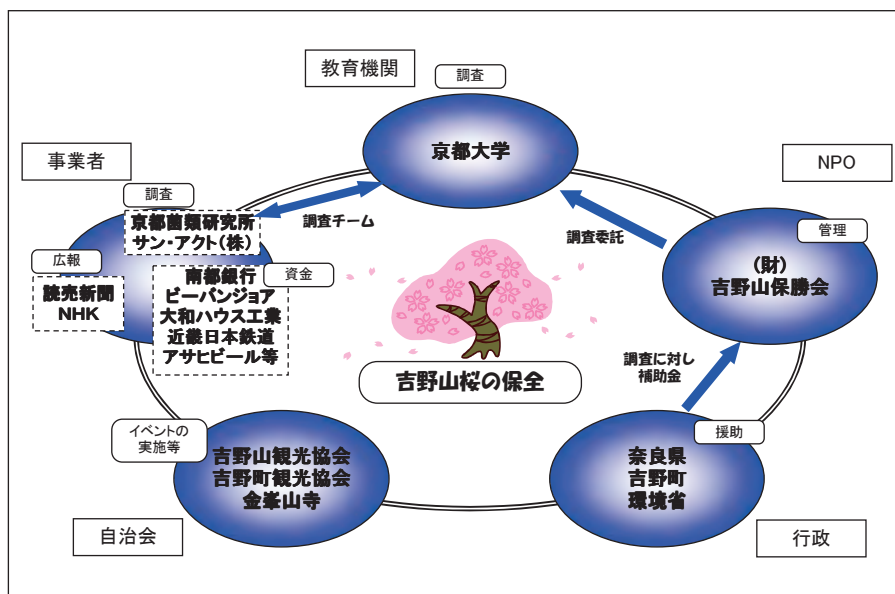 教育機関
調査
京都大学
事業者
調査
京都菌類研究所
サン・アクト(株)
広報
読売新聞
NHK
資金
南都銀行
ビーバンジョア
大和ハウス工業
近畿日本鉄道
アサヒビール等
調査チーム
調査委託
NPO
管理
(財)
吉野山保勝会
調査に対し
補助金
吉野山桜の保全
イベントの
実施等
吉野山観光協会
吉野町観光協会
金峯山寺
自治会
援助
奈良県
吉野町
環境省
行政